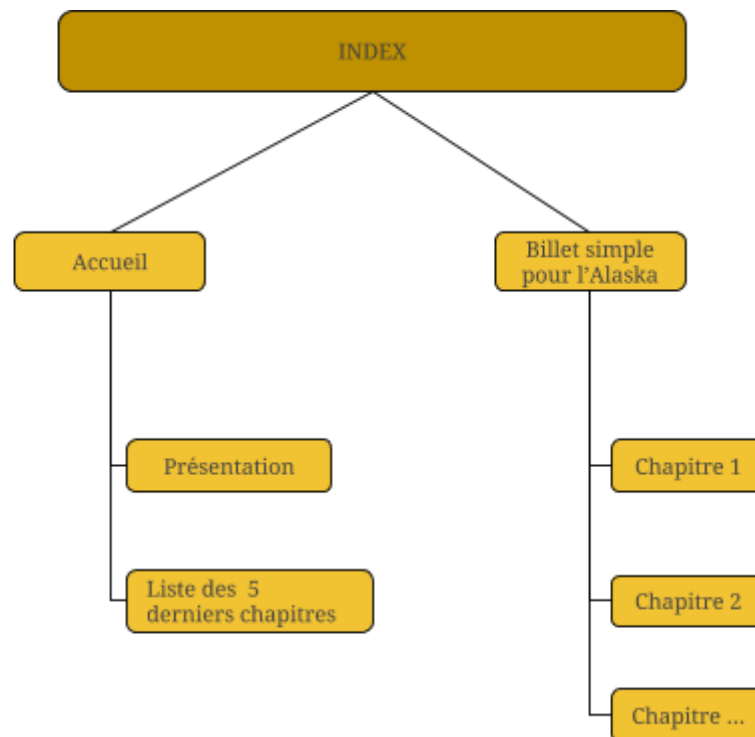 INDEX
Accueil
Billet simple
pour l’Alaska
Présentation
Chapitre 1
Liste des  5
derniers chapitres
Chapitre 2
Chapitre ...